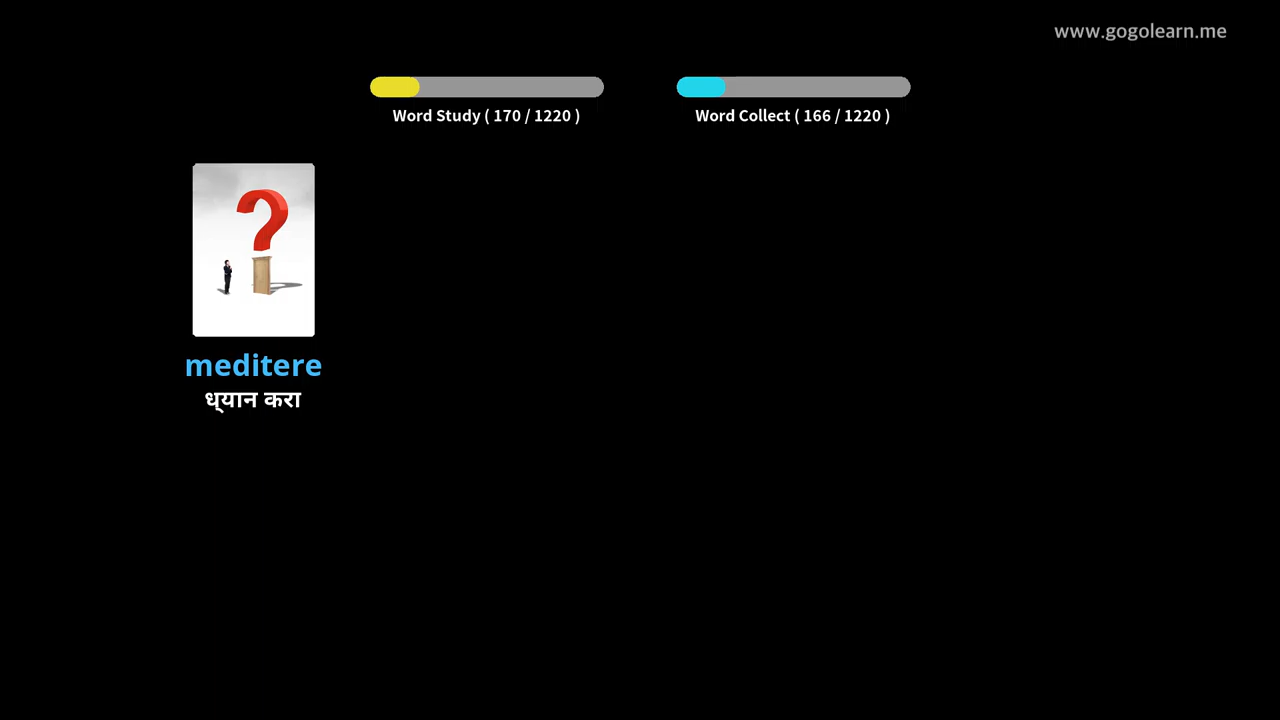 www.gogolearn.me
Word Study ( 170 / 1220 )
Word Collect ( 166 / 1220 )
meditere
ध्यान करा